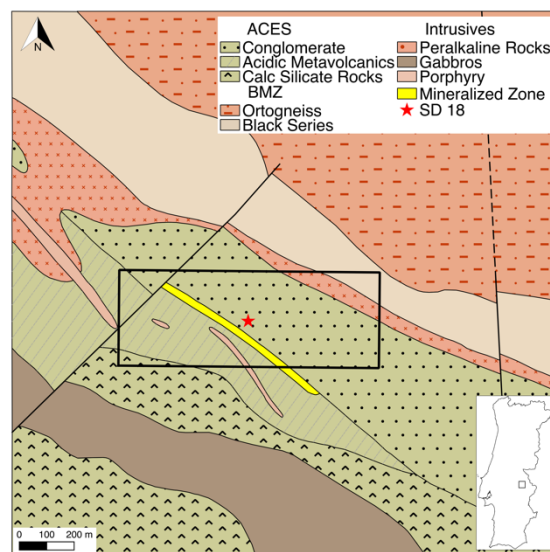 ACES
Conglomerate
Acidic Metavolcanics
Calc Silicate Rocks
BMZ
Ortogneiss
Black Series
Intrusives
Peralkaline Rocks
Gabbros
Porphyry
Mineralized Zone
SD 18
N
0 100 200 m